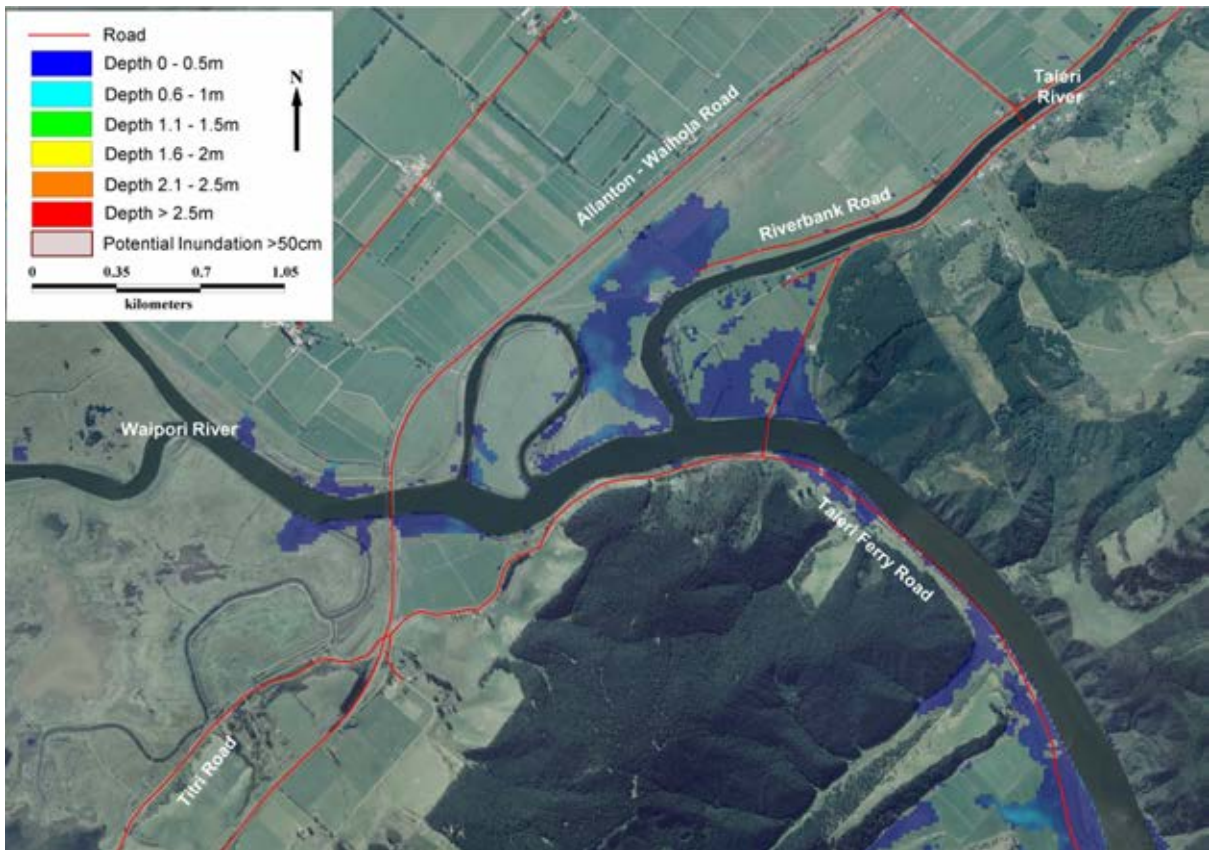 Road
Depth 0 - 0.5m
Depth 0.6 - 1m
Depth 1.1 - 1.5m
Depth 1.6 - 2m
Depth 2.1 - 2.5m
Depth > 2.5m
Potential Inundation >50cm
N
0 0.35 0.7 1.05
kilometers
Taieri
River
Allanton - Waihola Road
Riverbank Road
Waipori River
Taieri Ferry Road
Titri Road